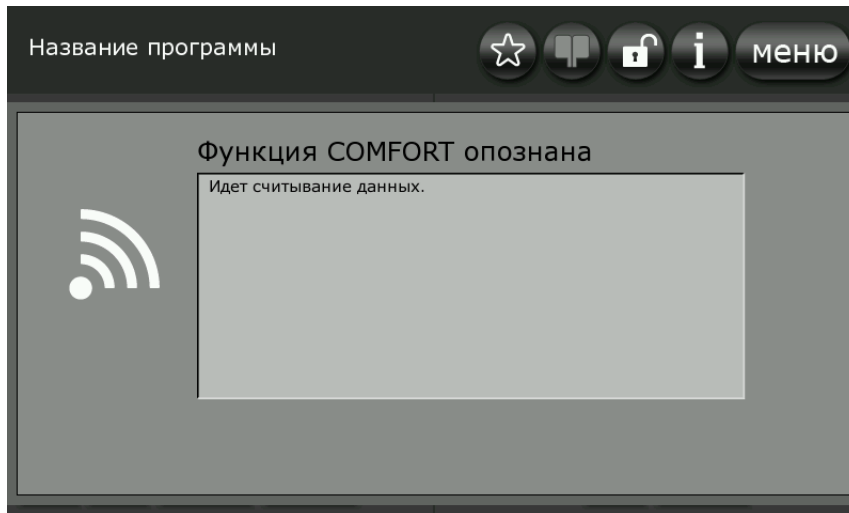 Название программы
меню
Функция COMFORT опознана
Идет считывание данных.